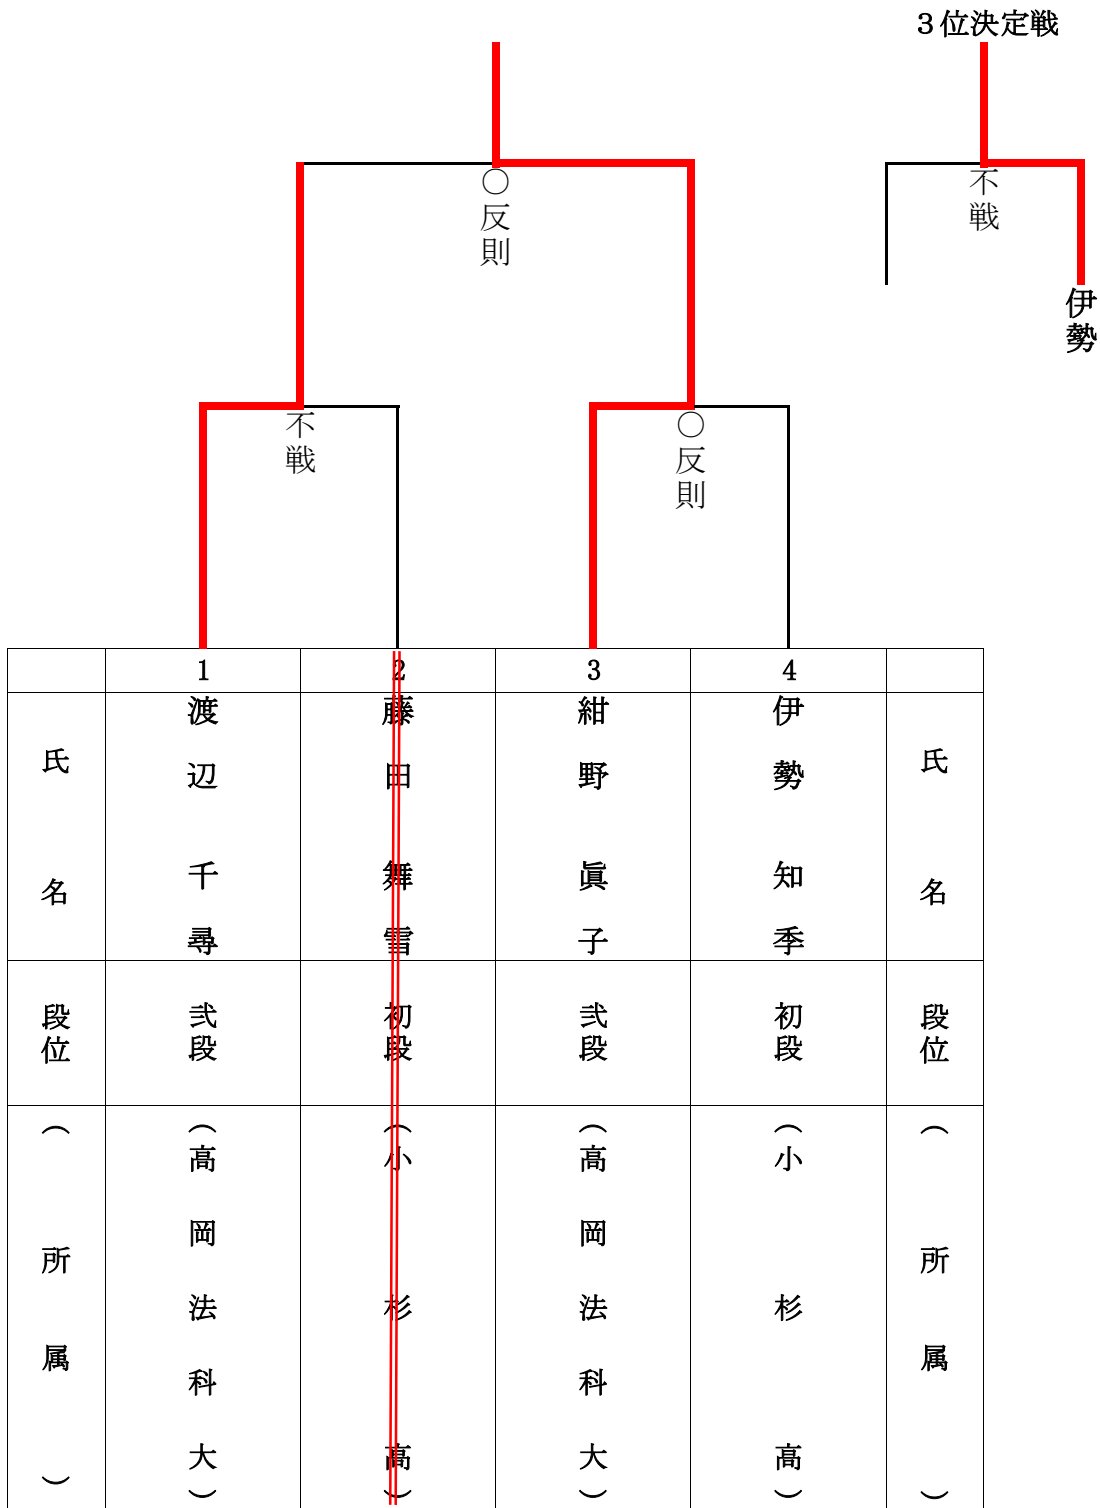 ３位決定戦
○反則
不戦
伊勢
不戦
○反則
1
2
3
4
氏名
渡辺千尋
藤田舞雪
紺野眞子
伊勢知季
氏名
段位
弐段
初段
弐段
初段
段位
（所属）
（高岡法科大）
（小杉高）
（高岡法科大）
（小杉高）
（所属）